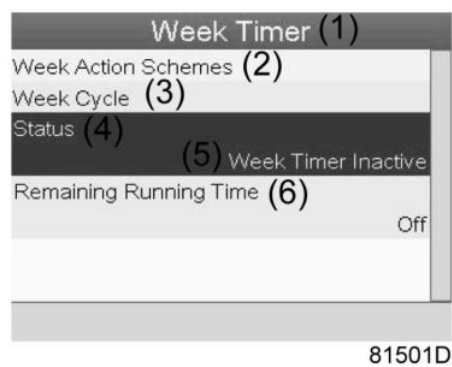 Week Timer (1)
Week Action Schemes (2)
Week Cycle (3)
Status (4)
(5) Week Timer Inactive
Remaining Running Time (6)
Off
81501D